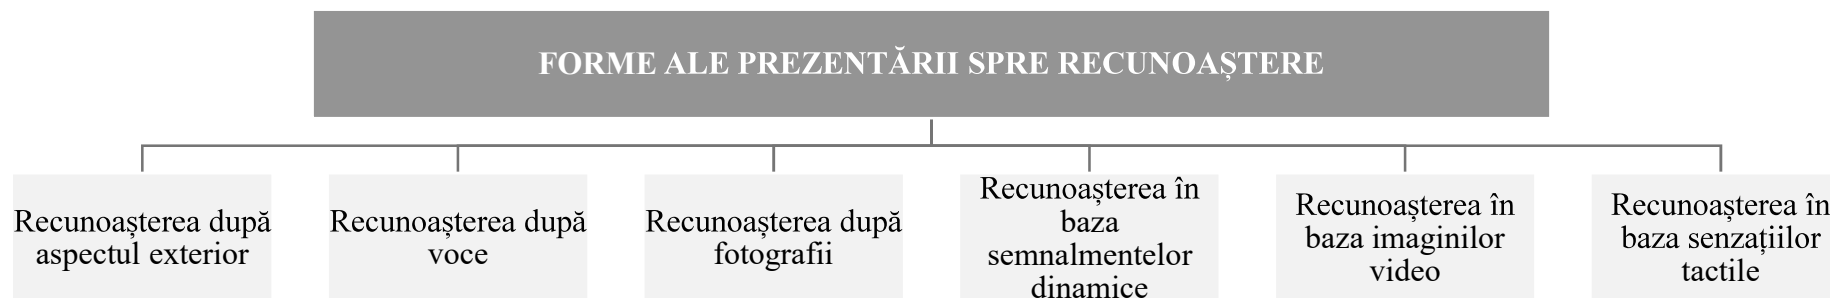 FORME ALE PREZENTĂRII SPRE RECUNOAȘTERE
Recunoașterea după
aspectul exterior
Recunoașterea după
voce
Recunoașterea după
fotografii
Recunoașterea în
baza
semnalmentelor
dinamice
Recunoașterea în
baza imaginilor
video
Recunoașterea în
baza senzațiilor
tactile